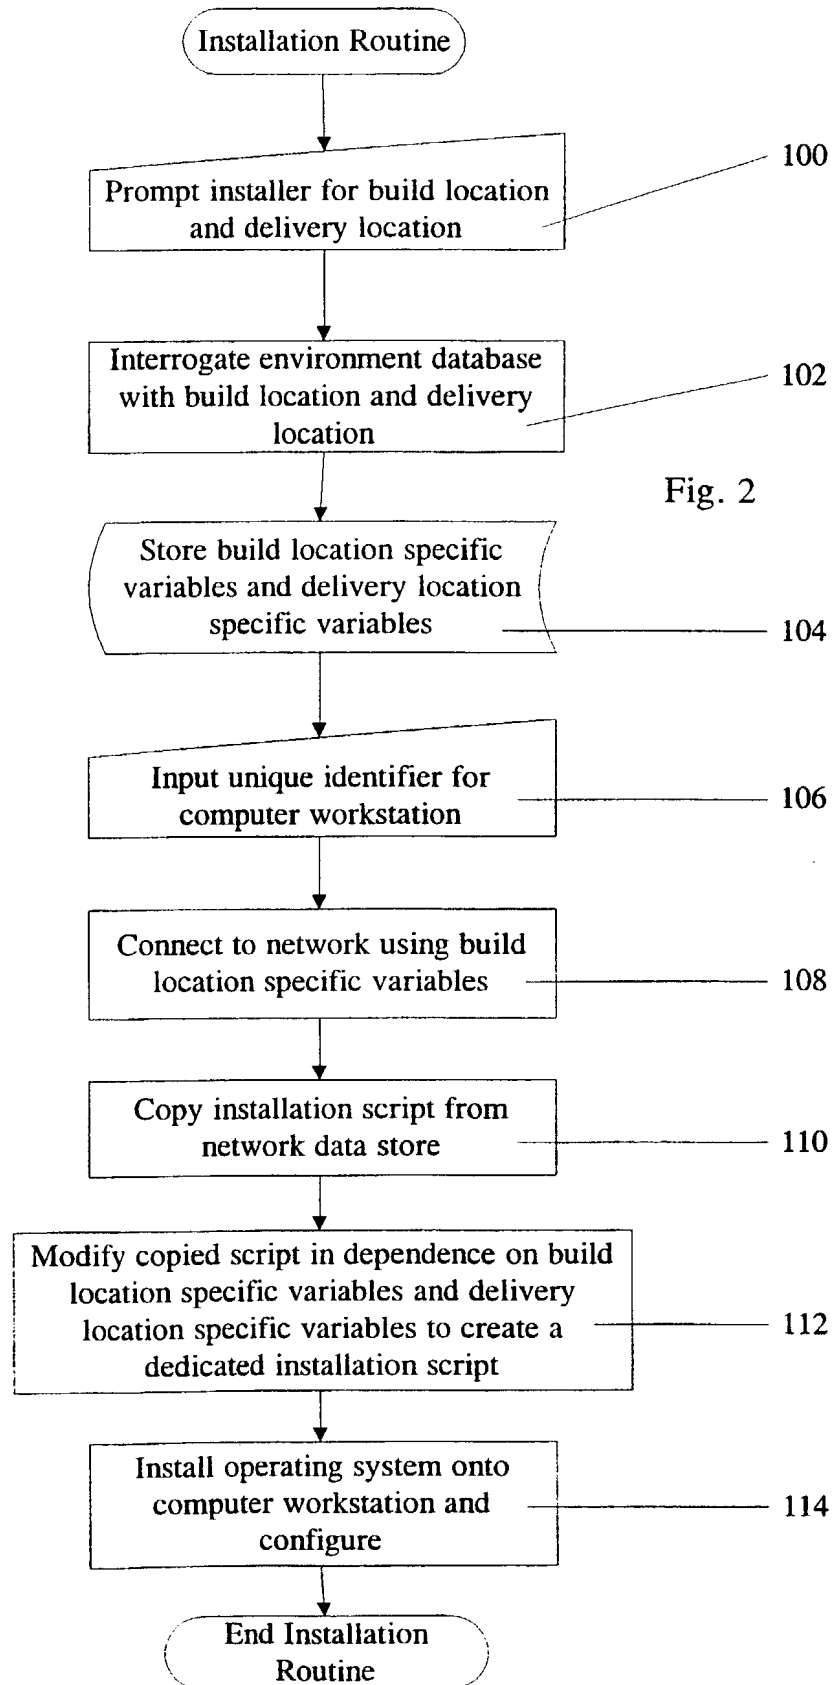 Installation Routine
Prompt installer for build location
and delivery location
100
Interrogate environment database
with build location and delivery
location
102
Fig. 2
Store build location specific
variables and delivery location
specific variables
104
Input unique identifier for
computer workstation
106
Connect to network using build
location specific variables
108
Copy installation script from
network data store
110
Modify copied script in dependence on build
location specific variables and delivery
location specific variables to create a
dedicated installation script
112
Install operating system onto
computer workstation and
configure
114
End Installation
Routine